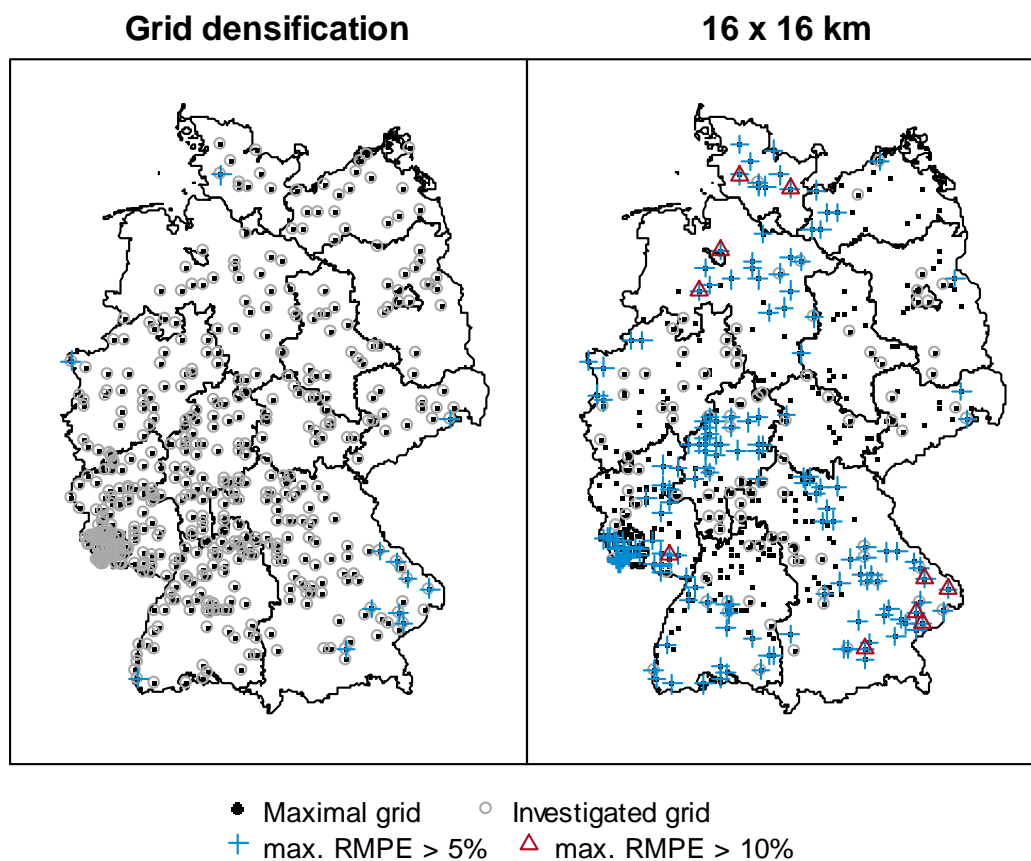 Grid densification
16 x 16 km
Maximal grid
Investigated grid
max. RMPE > 5%
max. RMPE > 10%